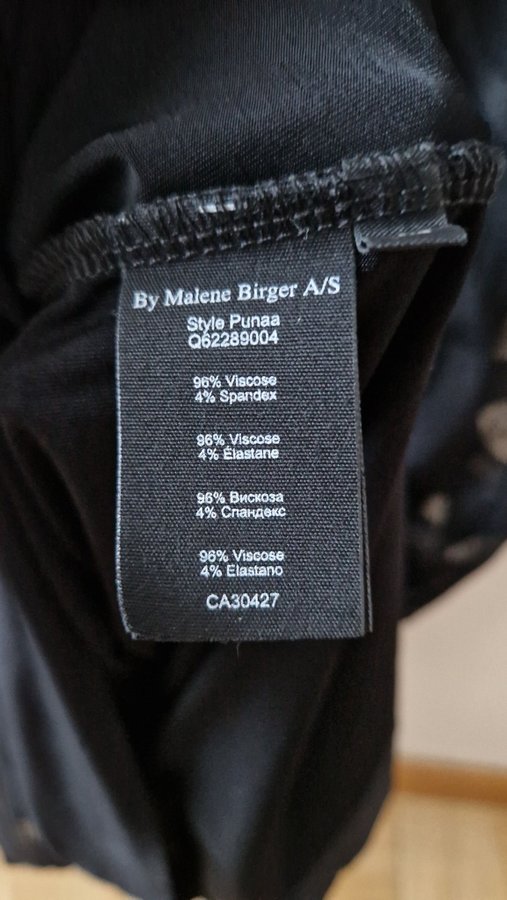 By Malene Birger A/S
Style Punaa
Q62289004
96% Viscose
4% Spandex
96% Viscose
4% Élastane
96% Вискоза
4% Спандекс
96% Viscose
4% Elastano
CA30427